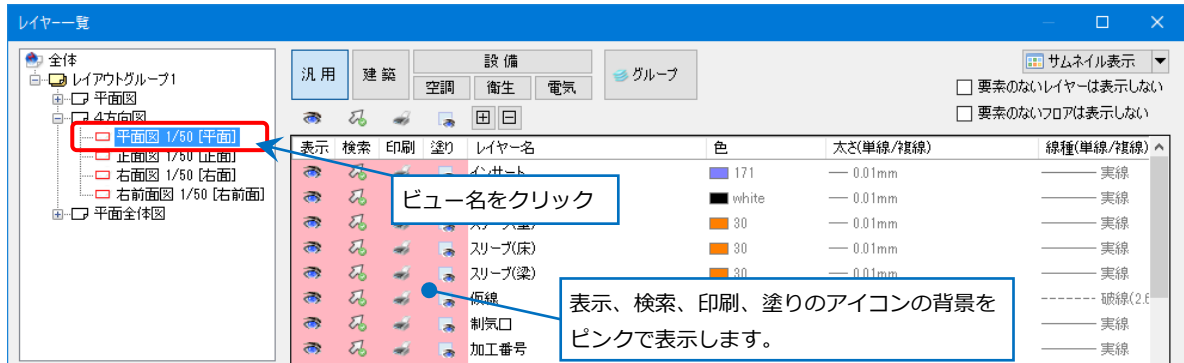 レイヤー一覧
全体
レイアウトグループ1
平面図
4方向図
平面図 1/50 [平面]
正面図 1/50 [正面]
右面図 1/50 [右面]
右前面図 1/50 [右前面]
平面全体図
汎用
建築
設備
空調
衛生
電気
グループ
サムネイル表示
要素のないレイヤーは表示しない
要素のないフロアは表示しない
表示 検索 印刷 塗り レイヤー名 色 太さ(単線/複線) 線種(単線/複線)
インサート 171 0.01mm 実線
white 0.01mm 実線
30 0.01mm 実線
スリーブ(床) 30 0.01mm 実線
スリーブ(梁) 30 0.01mm 実線
仮線 破線(2.6
制気口 実線
加工番号 実線
ビュー名をクリック
表示、検索、印刷、塗りのアイコンの背景を
ピンクで表示します。